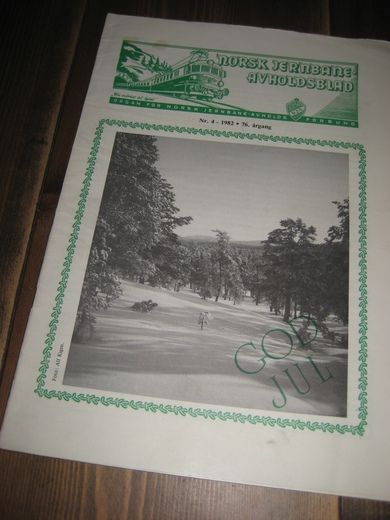 NORSK JERNBANE-
AVHOLDSBLAD
ORGAN FOR NORSK JERNBANE-AVHOLDS FORBUND
Nr. 4 - 1982 • 76. årgang
GOD
JUL